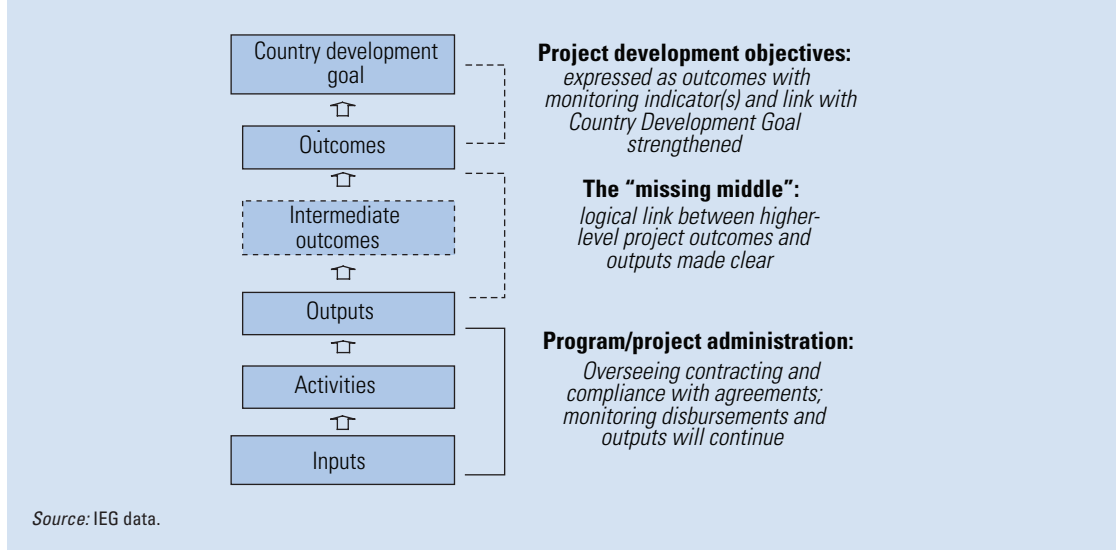 Country development
goal
Outcomes
Intermediate
outcomes
Outputs
Activities
Inputs
Project development objectives:
expressed as outcomes with
monitoring indicator(s) and link with
Country Development Goal
strengthened
The “missing middle”:
logical link between higher-
level project outcomes and
outputs made clear
Program/project administration:
Overseeing contracting and
compliance with agreements;
monitoring disbursements and
outputs will continue
Source: IEG data.